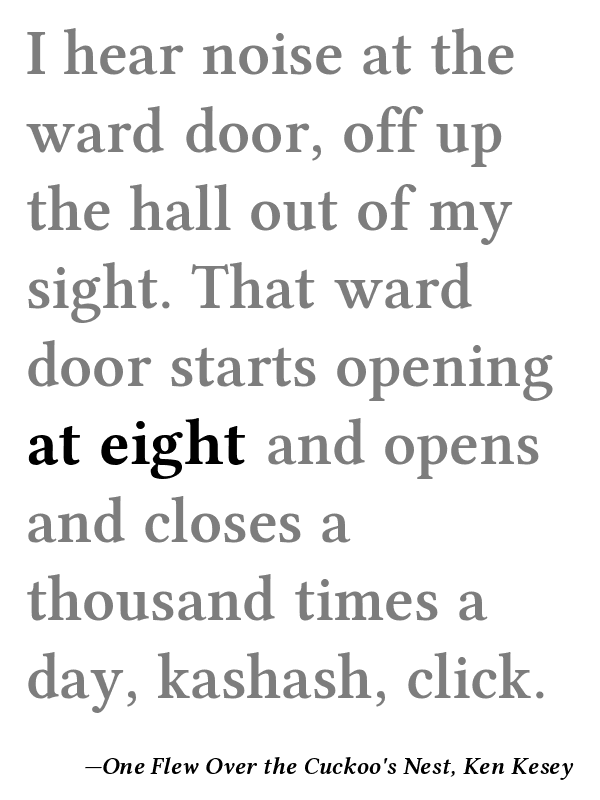 I hear noise at the
ward door, off up
the hall out of my
sight. That ward
door starts opening
at eight and opens
and closes a
thousand times a
day, kashash, click.
—One Flew Over the Cuckoo's Nest, Ken Kesey